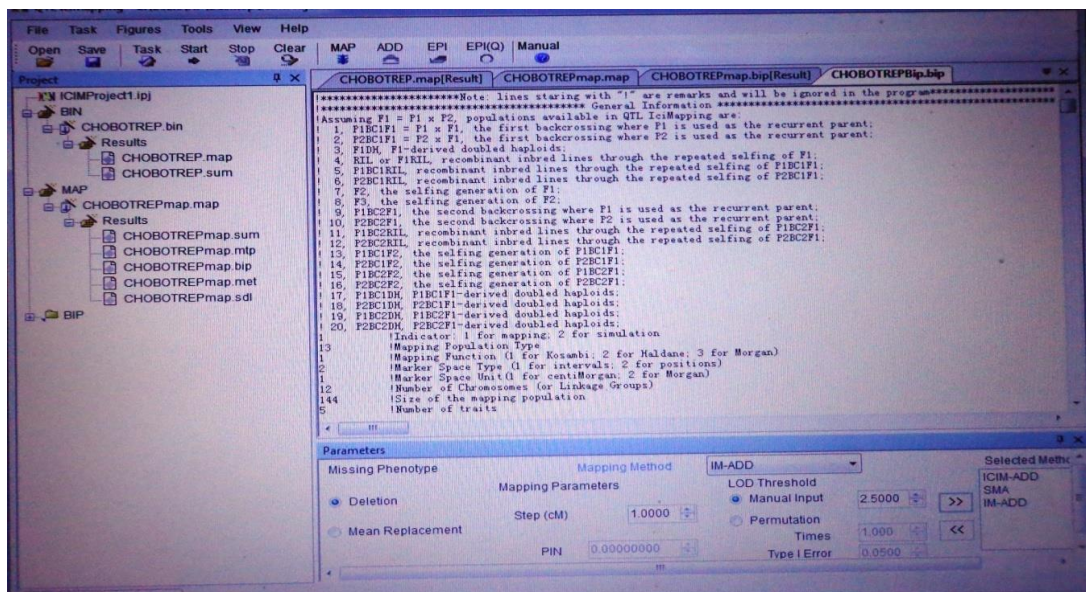 File Task Figures Tools View Help
Open Save Task Start Stop Clear MAP ADD EPI EPI(Q) Manual
Project
ICIMProject1.ipj
BIN
CHOBOTREP.bin
Results
CHOBOTREP.map
CHOBOTREP.sum
MAP
CHOBOTREPmap.map
Results
CHOBOTREPmap.sum
CHOBOTREPmap.mtp
CHOBOTREPmap.bip
CHOBOTREPmap.met
CHOBOTREPmap.sdl
BIP
CHOBOTREP.map[Result] CHOBOTREPmap.map CHOBOTREPmap.bip[Result] CHOBOTREPBip.bip
Note: lines staring with "!" are remarks and will be ignored in the program
General Information
!Assuming F1 = P1 x P2, populations available in QTL IciMapping are:
! 1, P1BC1F1 = P1 x F1, the first backcrossing where P1 is used as the recurrent parent;
! 2, P2BC1F1 = P2 x F1, the first backcrossing where P2 is used as the recurrent parent;
! 3, F1DH, F1-derived doubled haploids;
! 4, RIL or F1RIL, recombinant inbred lines through the repeated selfing of F1;
! 5, P1BC1RIL, recombinant inbred lines through the repeated selfing of P1BC1F1;
! 6, P2BC1RIL, recombinant inbred lines through the repeated selfing of P2BC1F1;
! 7, F2, the selfing generation of F1;
! 8, F3, the selfing generation of F2;
! 9, P1BC2F1, the second backcrossing where P1 is used as the recurrent parent;
! 10, P2BC2F1, the second backcrossing where P2 is used as the recurrent parent;
! 11, P1BC2RIL, recombinant inbred lines through the repeated selfing of P1BC2F1;
! 12, P2BC2RIL, recombinant inbred lines through the repeated selfing of P2BC2F1;
! 13, P1BC1F2, the selfing generation of P1BC1F1;
! 14, P2BC1F2, the selfing generation of P2BC1F1;
! 15, P1BC2F2, the selfing generation of P1BC2F1;
! 16, P2BC2F2, the selfing generation of P2BC2F1;
! 17, P1BC1DH, P1BC1F1-derived doubled haploids;
! 18, P2BC1DH, P2BC1F1-derived doubled haploids;
! 19, P1BC2DH, P1BC2F1-derived doubled haploids;
! 20, P2BC2DH, P2BC2F1-derived doubled haploids;
1 !Indicator: 1 for mapping; 2 for simulation
13 !Mapping Population Type
1 !Mapping Function (1 for Kosambi; 2 for Haldane; 3 for Morgan)
2 !Marker Space Type (1 for intervals; 2 for positions)
1 !Marker Space Unit(1 for centiMorgan; 2 for Morgan)
12 !Number of Chromosomes (or Linkage Groups)
144 !Size of the mapping population
5 !Number of traits
Parameters
Missing Phenotype Mapping Method IM-ADD Selected
Mapping Parameters LOD Threshold ICIM-ADD
Deletion Manual Input 2.5000 >> SMA
Step (cM) 1.0000 IM-ADD
Mean Replacement Permutation
Times 1.000 <<
PIN 0.00000000 Type I Error 0.0500